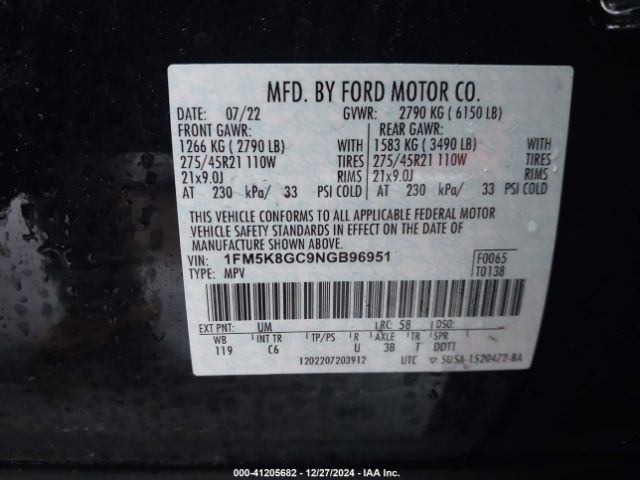 MFD. BY FORD MOTOR CO.
DATE: 07/22 GVWR: 2790 KG ( 6150 LB)
FRONT GAWR: REAR GAWR:
1266 KG ( 2790 LB) WITH 1583 KG ( 3490 LB) WITH
275/45R21 110W TIRES 275/45R21 110W TIRES
21x9.0J RIMS 21x9.0J RIMS
AT 230 kPa/ 33 PSI COLD AT 230 kPa/ 33 PSI COLD
THIS VEHICLE CONFORMS TO ALL APPLICABLE FEDERAL MOTOR
VEHICLE SAFETY STANDARDS IN EFFECT ON THE DATE OF
MANUFACTURE SHOWN ABOVE.
VIN: 1FM5K8GC9NGB96951 F0065
TYPE: MPV T0138
EXT PNT: UM LRC: 58 DSO:
WB INT TR TP/PS R AXLE TR SPR
119 C6 U 3B T DDTT
1202207203912 UTC 5U5A-1520472-BA
©Copyright - 41205682 - 12/27/2024 - IAA Inc.